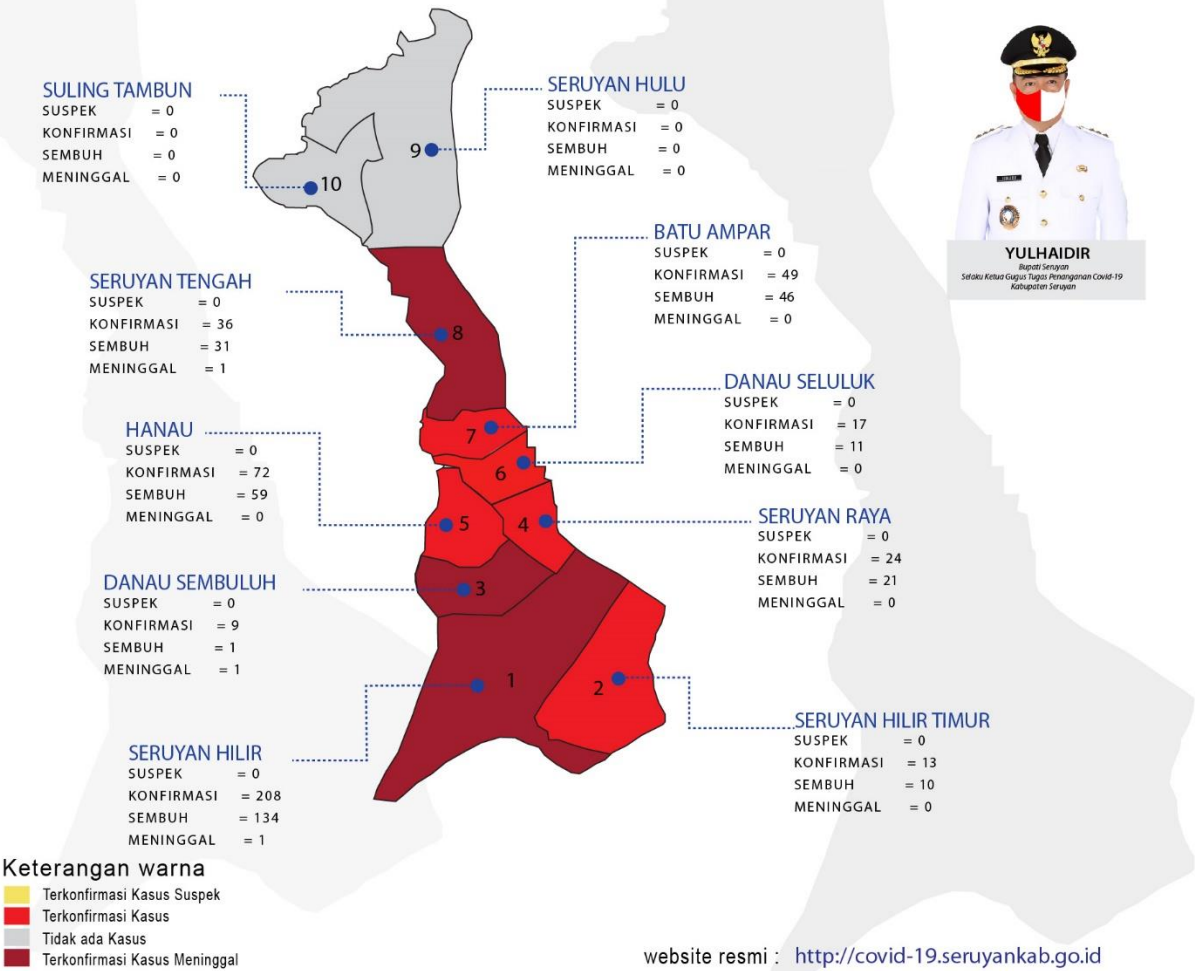 SULING TAMBUN
SUSPEK = 0
KONFIRMASI = 0
SEMBUH = 0
MENINGGAL = 0
SERUYAN HULU
SUSPEK = 0
KONFIRMASI = 0
SEMBUH = 0
MENINGGAL = 0
YULHAIDIR
Bupati Seruyan
Selaku Ketua Gugus Tugas Penanganan Covid-19
Kabupaten Seruyan
BATU AMPAR
SUSPEK = 0
KONFIRMASI = 49
SEMBUH = 46
MENINGGAL = 0
SERUYAN TENGAH
SUSPEK = 0
KONFIRMASI = 36
SEMBUH = 31
MENINGGAL = 1
DANAU SELULUK
SUSPEK = 0
KONFIRMASI = 17
SEMBUH = 11
MENINGGAL = 0
HANAU
SUSPEK = 0
KONFIRMASI = 72
SEMBUH = 59
MENINGGAL = 0
SERUYAN RAYA
SUSPEK = 0
KONFIRMASI = 24
SEMBUH = 21
MENINGGAL = 0
DANAU SEMBULUH
SUSPEK = 0
KONFIRMASI = 9
SEMBUH = 1
MENINGGAL = 1
SERUYAN HILIR TIMUR
SUSPEK = 0
KONFIRMASI = 13
SEMBUH = 10
MENINGGAL = 0
SERUYAN HILIR
SUSPEK = 0
KONFIRMASI = 208
SEMBUH = 134
MENINGGAL = 1
9
10
8
7
6
5
4
3
1
2
Keterangan warna
Terkonfirmasi Kasus Suspek
Terkonfirmasi Kasus
Tidak ada Kasus
Terkonfirmasi Kasus Meninggal
website resmi : http://covid-19.seruyankab.go.id